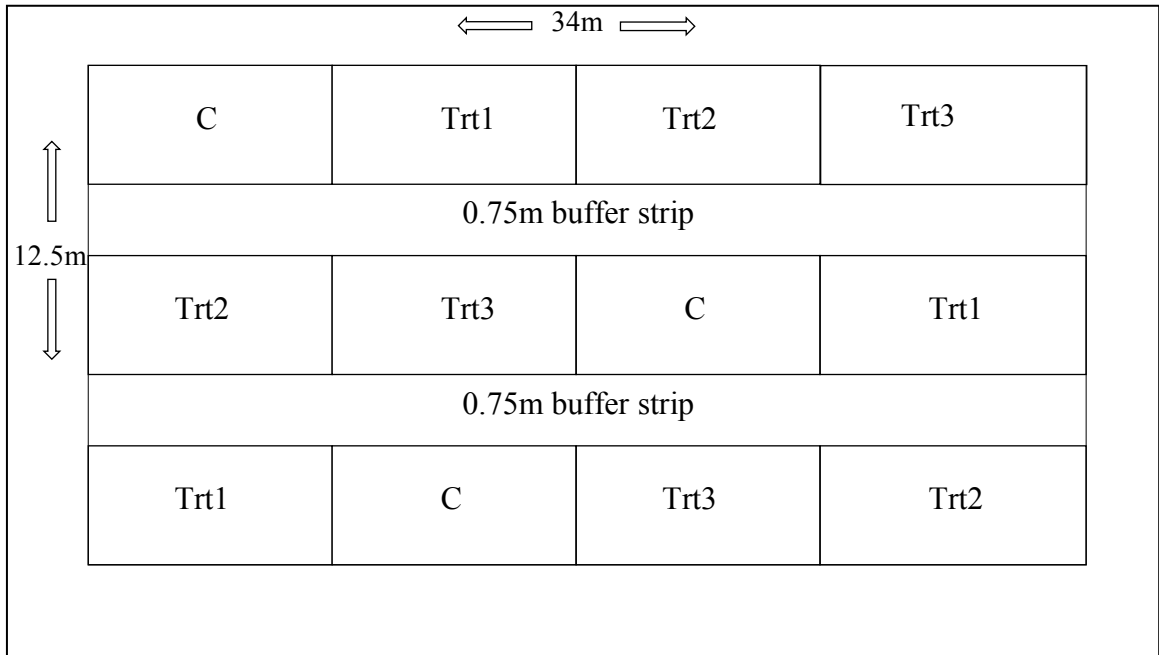 34m
C Trt1 Trt2 Trt3
0.75m buffer strip
12.5m
Trt2 Trt3 C Trt1
0.75m buffer strip
Trt1 C Trt3 Trt2